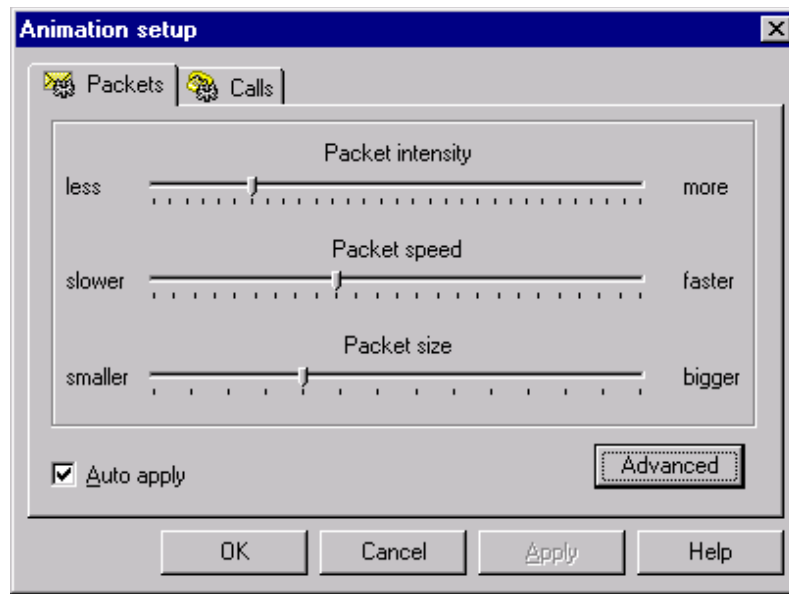 Animation setup
Packets Calls
Packet intensity
less more
Packet speed
slower faster
Packet size
smaller bigger
Auto apply Advanced
OK Cancel Apply Help